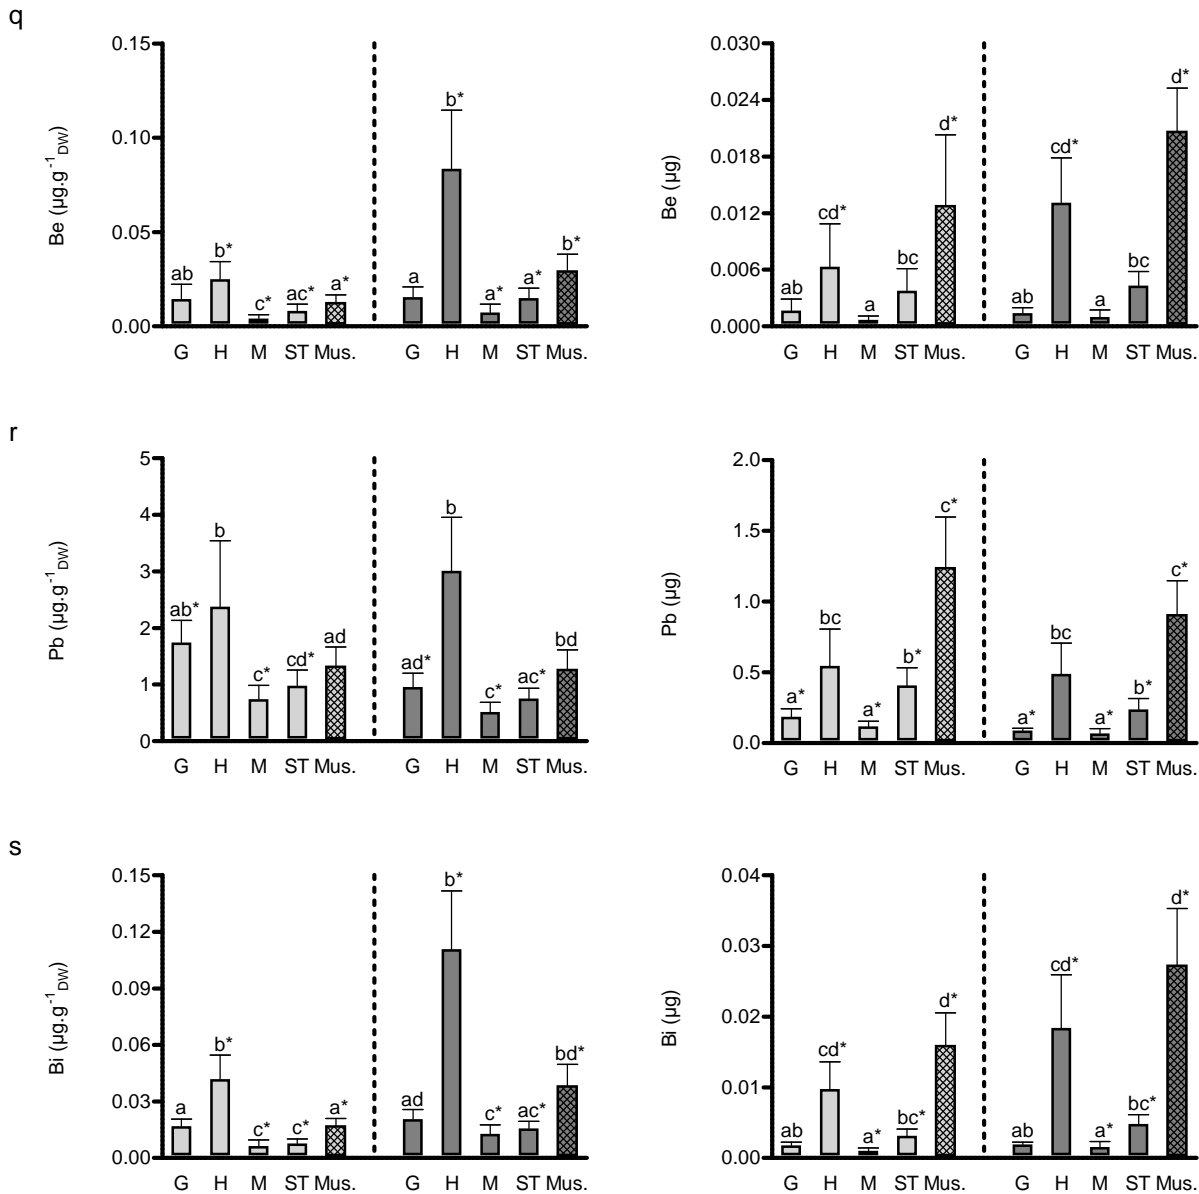 q
0.15
0.10
0.05
0.00
Be (µg.g⁻¹ DW)
ab b* c* ac* a* a b* a* a* b*
G H M ST Mus. G H M ST Mus.
0.030
0.024
0.018
0.012
0.006
0.000
Be (µg)
ab cd* a bc d* ab cd* a bc d*
G H M ST Mus. G H M ST Mus.
r
5
4
3
2
1
0
Pb (µg.g⁻¹ DW)
ab* b c* cd* ad ad* b c* ac* bd
G H M ST Mus. G H M ST Mus.
2.0
1.5
1.0
0.5
0.0
Pb (µg)
a* bc a* b* c* a* bc a* b* c*
G H M ST Mus. G H M ST Mus.
s
0.15
0.12
0.09
0.06
0.03
0.00
Bi (µg.g⁻¹ DW)
a b* c* c* a* ad b* c* ac* bd*
G H M ST Mus. G H M ST Mus.
0.04
0.03
0.02
0.01
0.00
Bi (µg)
ab cd* a* bc* d* ab cd* a* bc* d*
G H M ST Mus. G H M ST Mus.